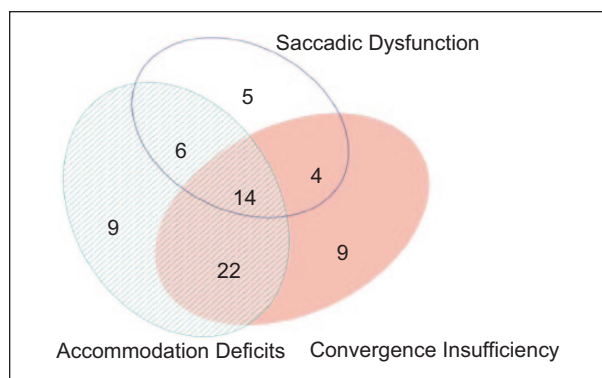 Saccadic Dysfunction
5
6
4
14
9
9
22
Accommodation Deficits
Convergence Insufficiency